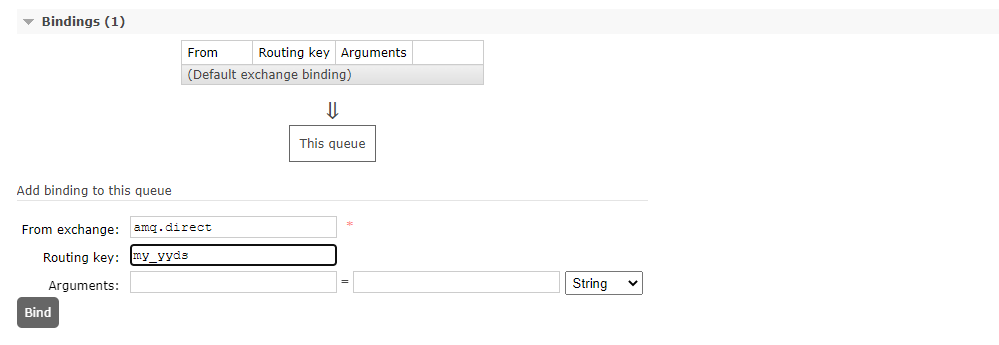 Bindings (1)
From Routing key Arguments
(Default exchange binding)
⇓
This queue
Add binding to this queue
From exchange: amq.direct *
Routing key: my_yyds
Arguments: = String
Bind